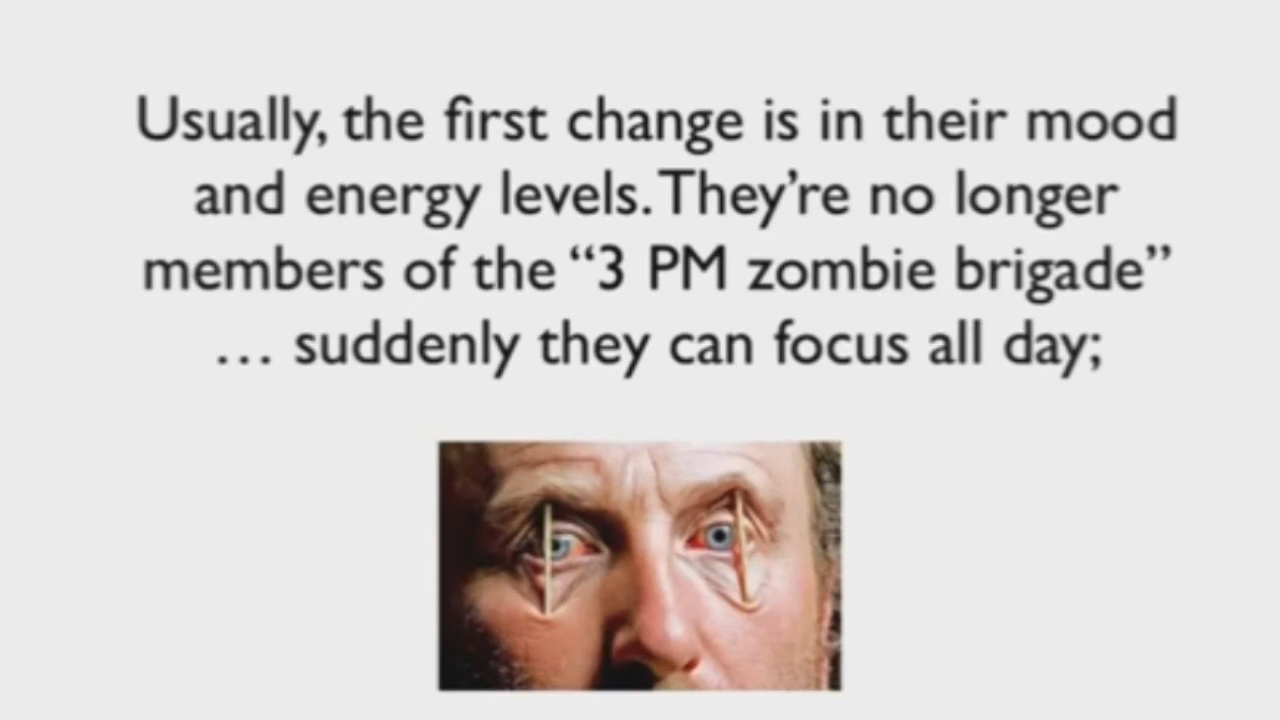 Usually, the first change is in their mood
and energy levels. They’re no longer
members of the “3 PM zombie brigade”
… suddenly they can focus all day;